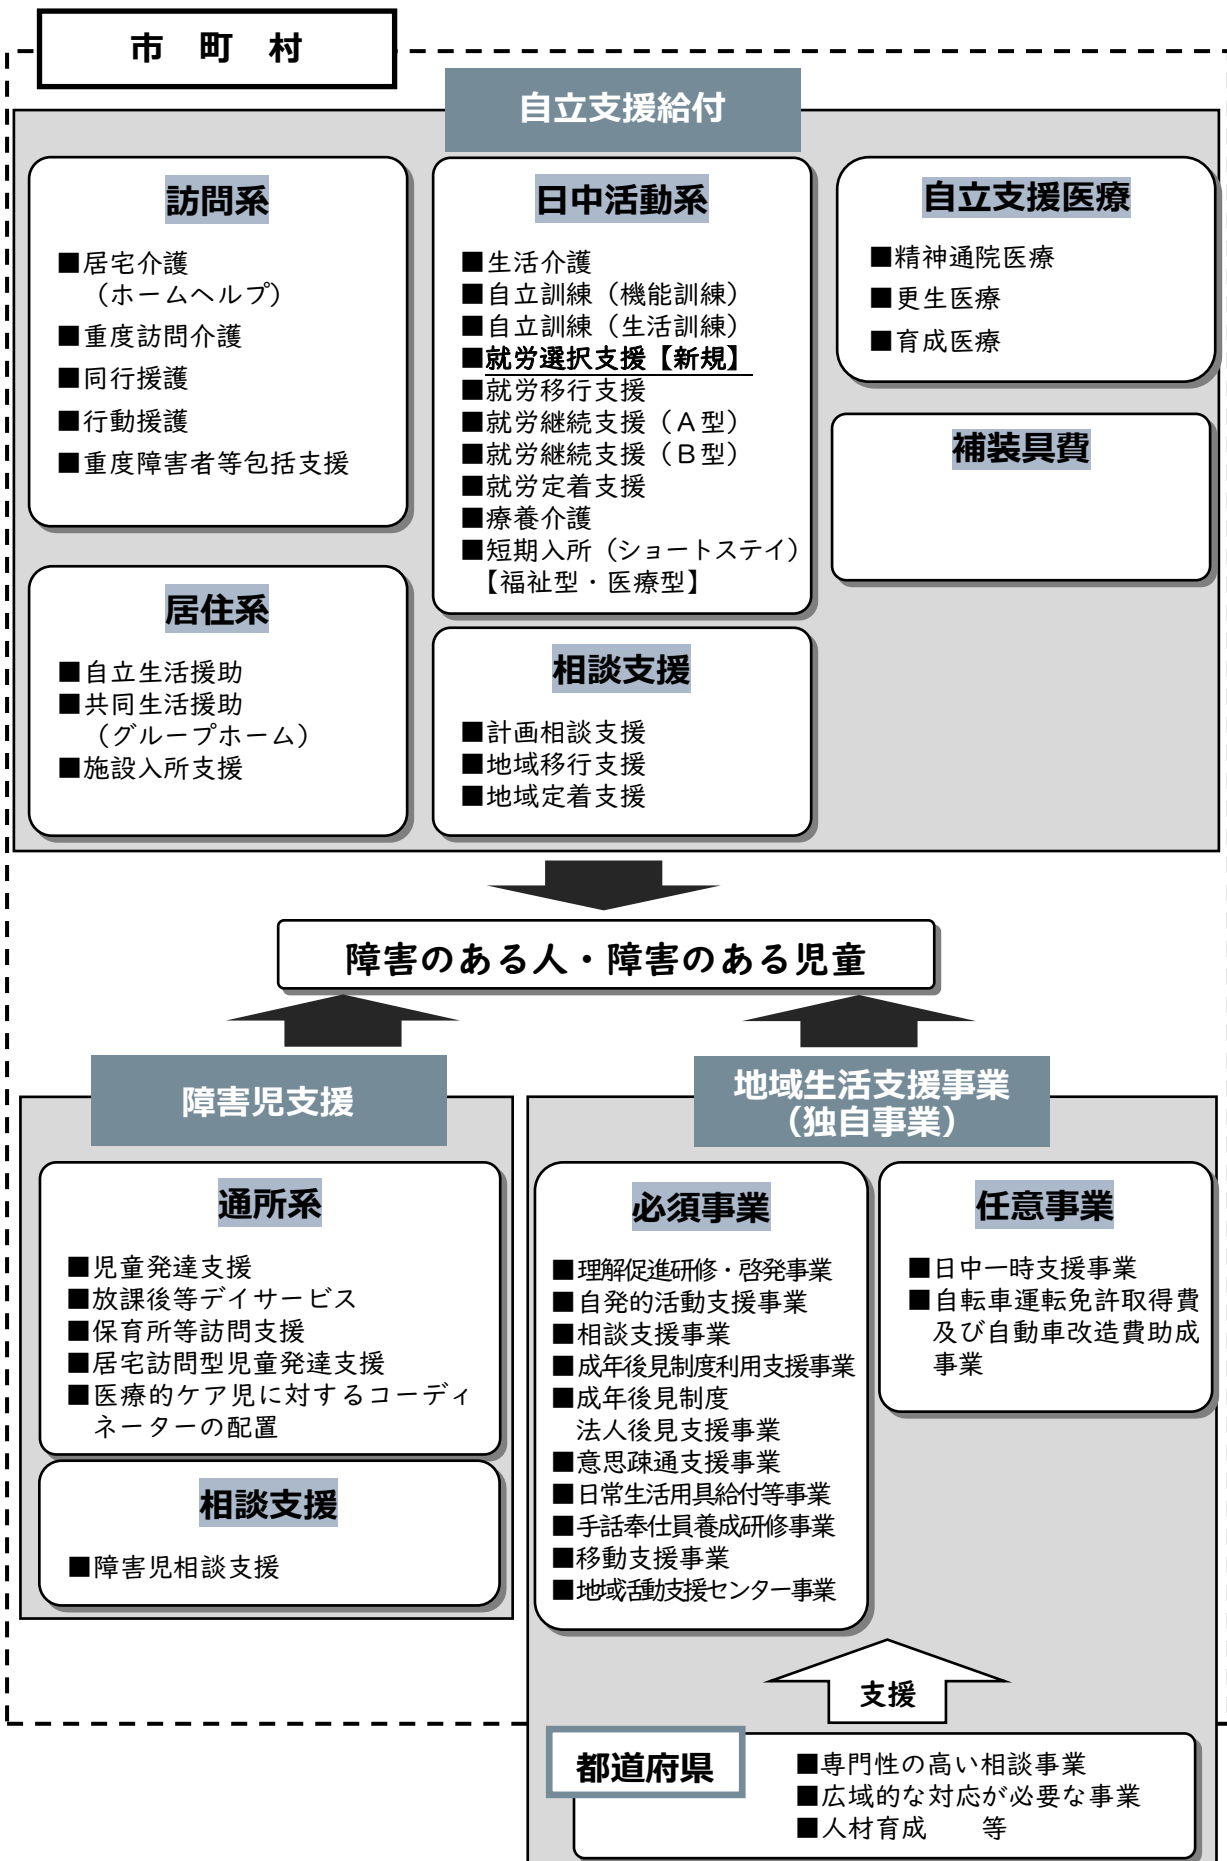 市 町 村
自立支援給付
訪問系
■居宅介護
（ホームヘルプ）
■重度訪問介護
■同行援護
■行動援護
■重度障害者等包括支援
日中活動系
■生活介護
■自立訓練（機能訓練）
■自立訓練（生活訓練）
■就労選択支援【新規】
■就労移行支援
■就労継続支援（Ａ型）
■就労継続支援（Ｂ型）
■就労定着支援
■療養介護
■短期入所（ショートステイ）
【福祉型・医療型】
自立支援医療
■精神通院医療
■更生医療
■育成医療
補装具費
居住系
■自立生活援助
■共同生活援助
（グループホーム）
■施設入所支援
相談支援
■計画相談支援
■地域移行支援
■地域定着支援
障害のある人・障害のある児童
障害児支援
通所系
■児童発達支援
■放課後等デイサービス
■保育所等訪問支援
■居宅訪問型児童発達支援
■医療的ケア児に対するコーディ
ネーターの配置
相談支援
■障害児相談支援
地域生活支援事業
（独自事業）
必須事業
■理解促進研修・啓発事業
■自発的活動支援事業
■相談支援事業
■成年後見制度利用支援事業
■成年後見制度
法人後見支援事業
■意思疎通支援事業
■日常生活用具給付等事業
■手話奉仕員養成研修事業
■移動支援事業
■地域活動支援センター事業
任意事業
■日中一時支援事業
■自転車運転免許取得費
及び自動車改造費助成
事業
支援
都道府県
■専門性の高い相談事業
■広域的な対応が必要な事業
■人材育成　　等